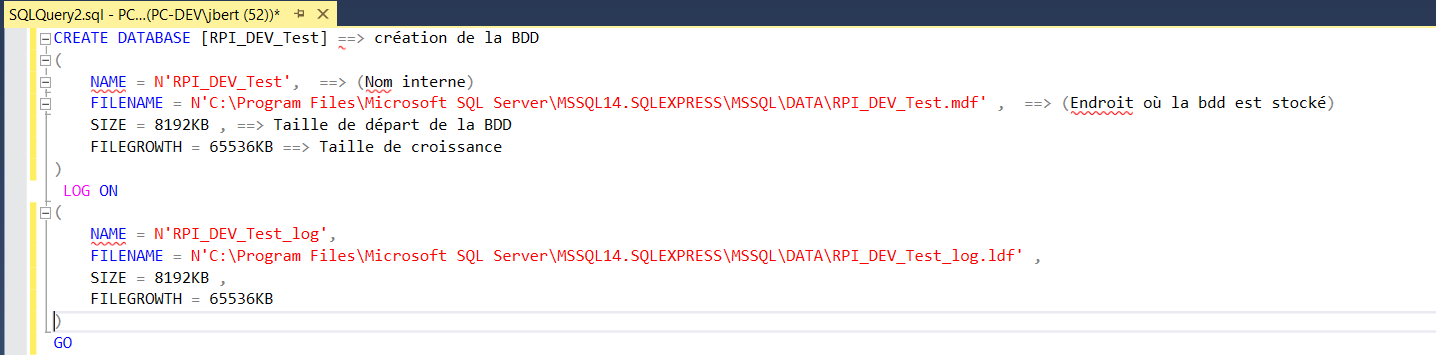 SQLQuery2.sql - PC...(PC-DEV\jbert (52))*
CREATE DATABASE [RPI_DEV_Test] ==> création de la BDD
(
NAME = N'RPI_DEV_Test', ==> (Nom interne)
FILENAME = N'C:\Program Files\Microsoft SQL Server\MSSQL14.SQLEXPRESS\MSSQL\DATA\RPI_DEV_Test.mdf' , ==> (Endroit où la bdd est stocké)
SIZE = 8192KB , ==> Taille de départ de la BDD
FILEGROWTH = 65536KB ==> Taille de croissance
)
LOG ON
(
NAME = N'RPI_DEV_Test_log',
FILENAME = N'C:\Program Files\Microsoft SQL Server\MSSQL14.SQLEXPRESS\MSSQL\DATA\RPI_DEV_Test_log.ldf' ,
SIZE = 8192KB ,
FILEGROWTH = 65536KB
)
GO